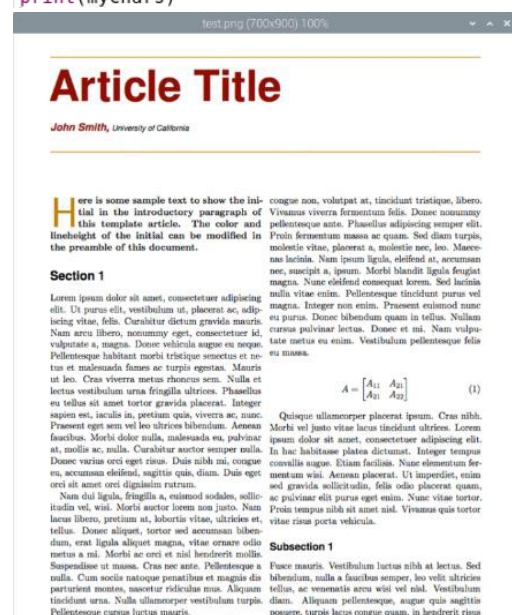 print(mychars)
test.png (700x900) 100%
Article Title
John Smith, University of California
Here is some sample text to show the ini-
tial in the introductory paragraph of
this template article. The color and
lineheight of the initial can be modified in
the preamble of this document.
Section 1
Lorem ipsum dolor sit amet, consectetuer adipiscing
elit. Ut purus elit, vestibulum ut, placerat ac, adip-
iscing vitae, felis. Curabitur dictum gravida mauris.
Nam arcu libero, nonummy eget, consectetuer id,
vulputate a, magna. Donec vehicula augue eu neque.
Pellentesque habitant morbi tristique senectus et ne-
tus et malesuada fames ac turpis egestas. Mauris
ut leo. Cras viverra metus rhoncus sem. Nulla et
lectus vestibulum urna fringilla ultrices. Phasellus
eu tellus sit amet tortor gravida placerat. Integer
sapien est, iaculis in, pretium quis, viverra ac, nunc.
Praesent eget sem vel leo ultrices bibendum. Aenean
faucibus. Morbi dolor nulla, malesuada eu, pulvinar
at, mollis ac, nulla. Curabitur auctor semper nulla.
Donec varius orci eget risus. Duis nibh mi, congue
eu, accumsan eleifend, sagittis quis, diam. Duis eget
orci sit amet orci dignissim rutrum.
Nam dui ligula, fringilla a, euismod sodales, sollic-
itudin vel, wisi. Morbi auctor lorem non justo. Nam
lacus libero, pretium at, lobortis vitae, ultricies et,
tellus. Donec aliquet, tortor sed accumsan biben-
dum, erat ligula aliquet magna, vitae ornare odio
metus a mi. Morbi ac orci et nisl hendrerit mollis.
Suspendisse ut massa. Cras nec ante. Pellentesque a
nulla. Cum sociis natoque penatibus et magnis dis
parturient montes, nascetur ridiculus mus. Aliquam
tincidunt urna. Nulla ullamcorper vestibulum turpis.
Pellentesque cursus luctus mauris.
congue non, volutpat at, tincidunt tristique, libero.
Vivamus viverra fermentum felis. Donec nonummy
pellentesque ante. Phasellus adipiscing semper elit.
Proin fermentum massa ac quam. Sed diam turpis,
molestie vitae, placerat a, molestie nec, leo. Maece-
nas lacinia. Nam ipsum ligula, eleifend at, accumsan
nec, suscipit a, ipsum. Morbi blandit ligula feugiat
magna. Nunc eleifend consequat lorem. Sed lacinia
nulla vitae enim. Pellentesque tincidunt purus vel
magna. Integer non enim. Praesent euismod nunc
eu purus. Donec bibendum quam in tellus. Nullam
cursus pulvinar lectus. Donec et mi. Nam vulpu-
tate metus eu enim. Vestibulum pellentesque felis
eu massa.
A = [A11 A21
A21 A22] (1)
Quisque ullamcorper placerat ipsum. Cras nibh.
Morbi vel justo vitae lacus tincidunt ultrices. Lorem
ipsum dolor sit amet, consectetuer adipiscing elit.
In hac habitasse platea dictumst. Integer tempus
convallis augue. Etiam facilisis. Nunc elementum fer-
mentum wisi. Aenean placerat. Ut imperdiet, enim
sed gravida sollicitudin, felis odio placerat quam,
ac pulvinar elit purus eget enim. Nunc vitae tortor.
Proin tempus nibh sit amet nisl. Vivamus quis tortor
vitae risus porta vehicula.
Subsection 1
Fusce mauris. Vestibulum luctus nibh at lectus. Sed
bibendum, nulla a faucibus semper, leo velit ultricies
tellus, ac venenatis arcu wisi vel nisl. Vestibulum
diam. Aliquam pellentesque, augue quis sagittis
posuere, turpis lacus congue quam, in hendrerit risus